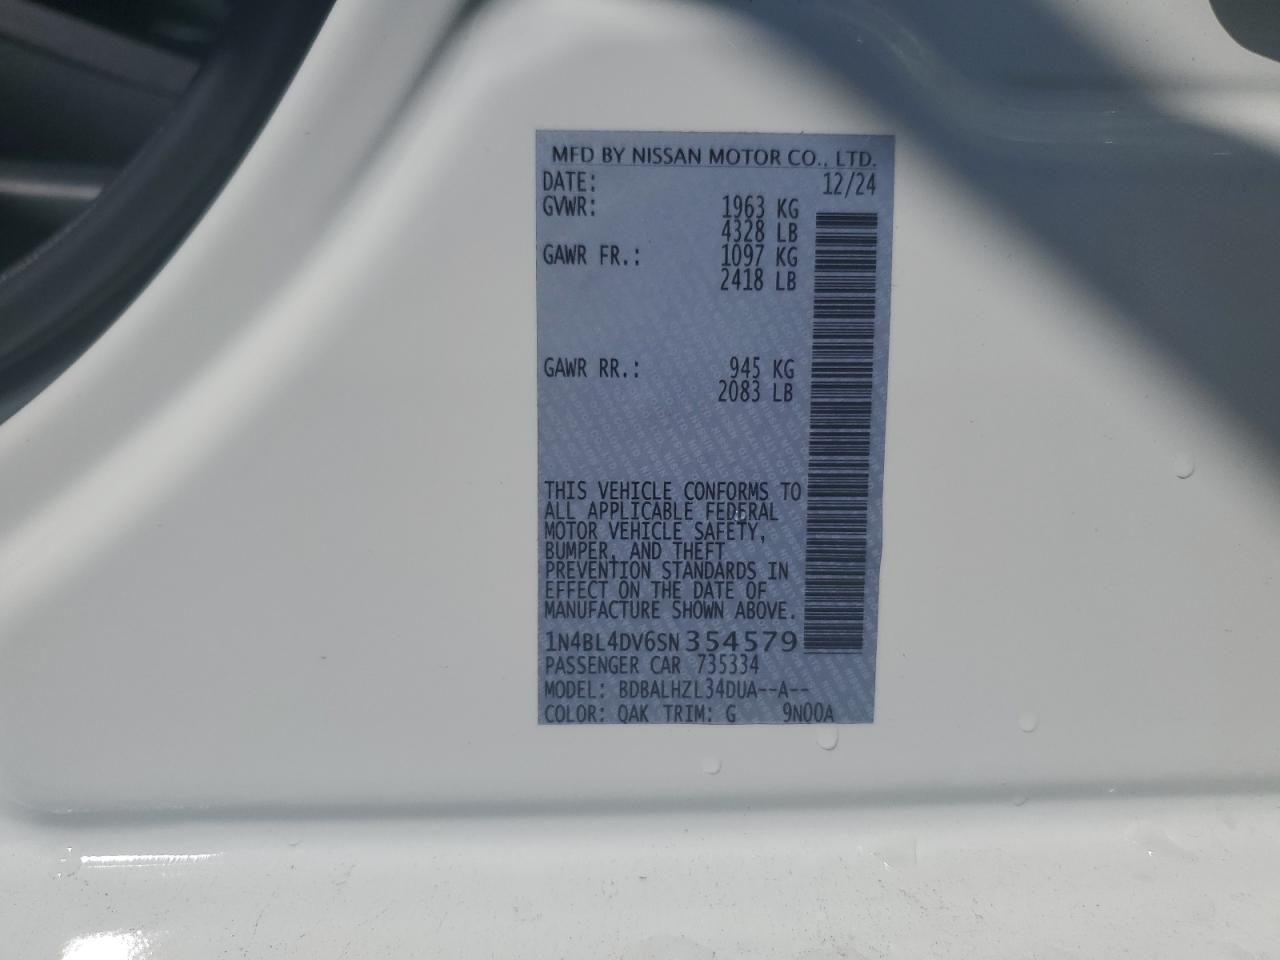 MFD BY NISSAN MOTOR CO., LTD.
DATE: 12/24
GVWR: 1963 KG
4328 LB
GAWR FR.: 1097 KG
2418 LB
GAWR RR.: 945 KG
2083 LB
THIS VEHICLE CONFORMS TO
ALL APPLICABLE FEDERAL
MOTOR VEHICLE SAFETY,
BUMPER, AND THEFT
PREVENTION STANDARDS IN
EFFECT ON THE DATE OF
MANUFACTURE SHOWN ABOVE.
1N4BL4DV6SN354579
PASSENGER CAR 735334
MODEL: BDBALHZL34DUA--A--
COLOR: QAK TRIM: G 9N00A